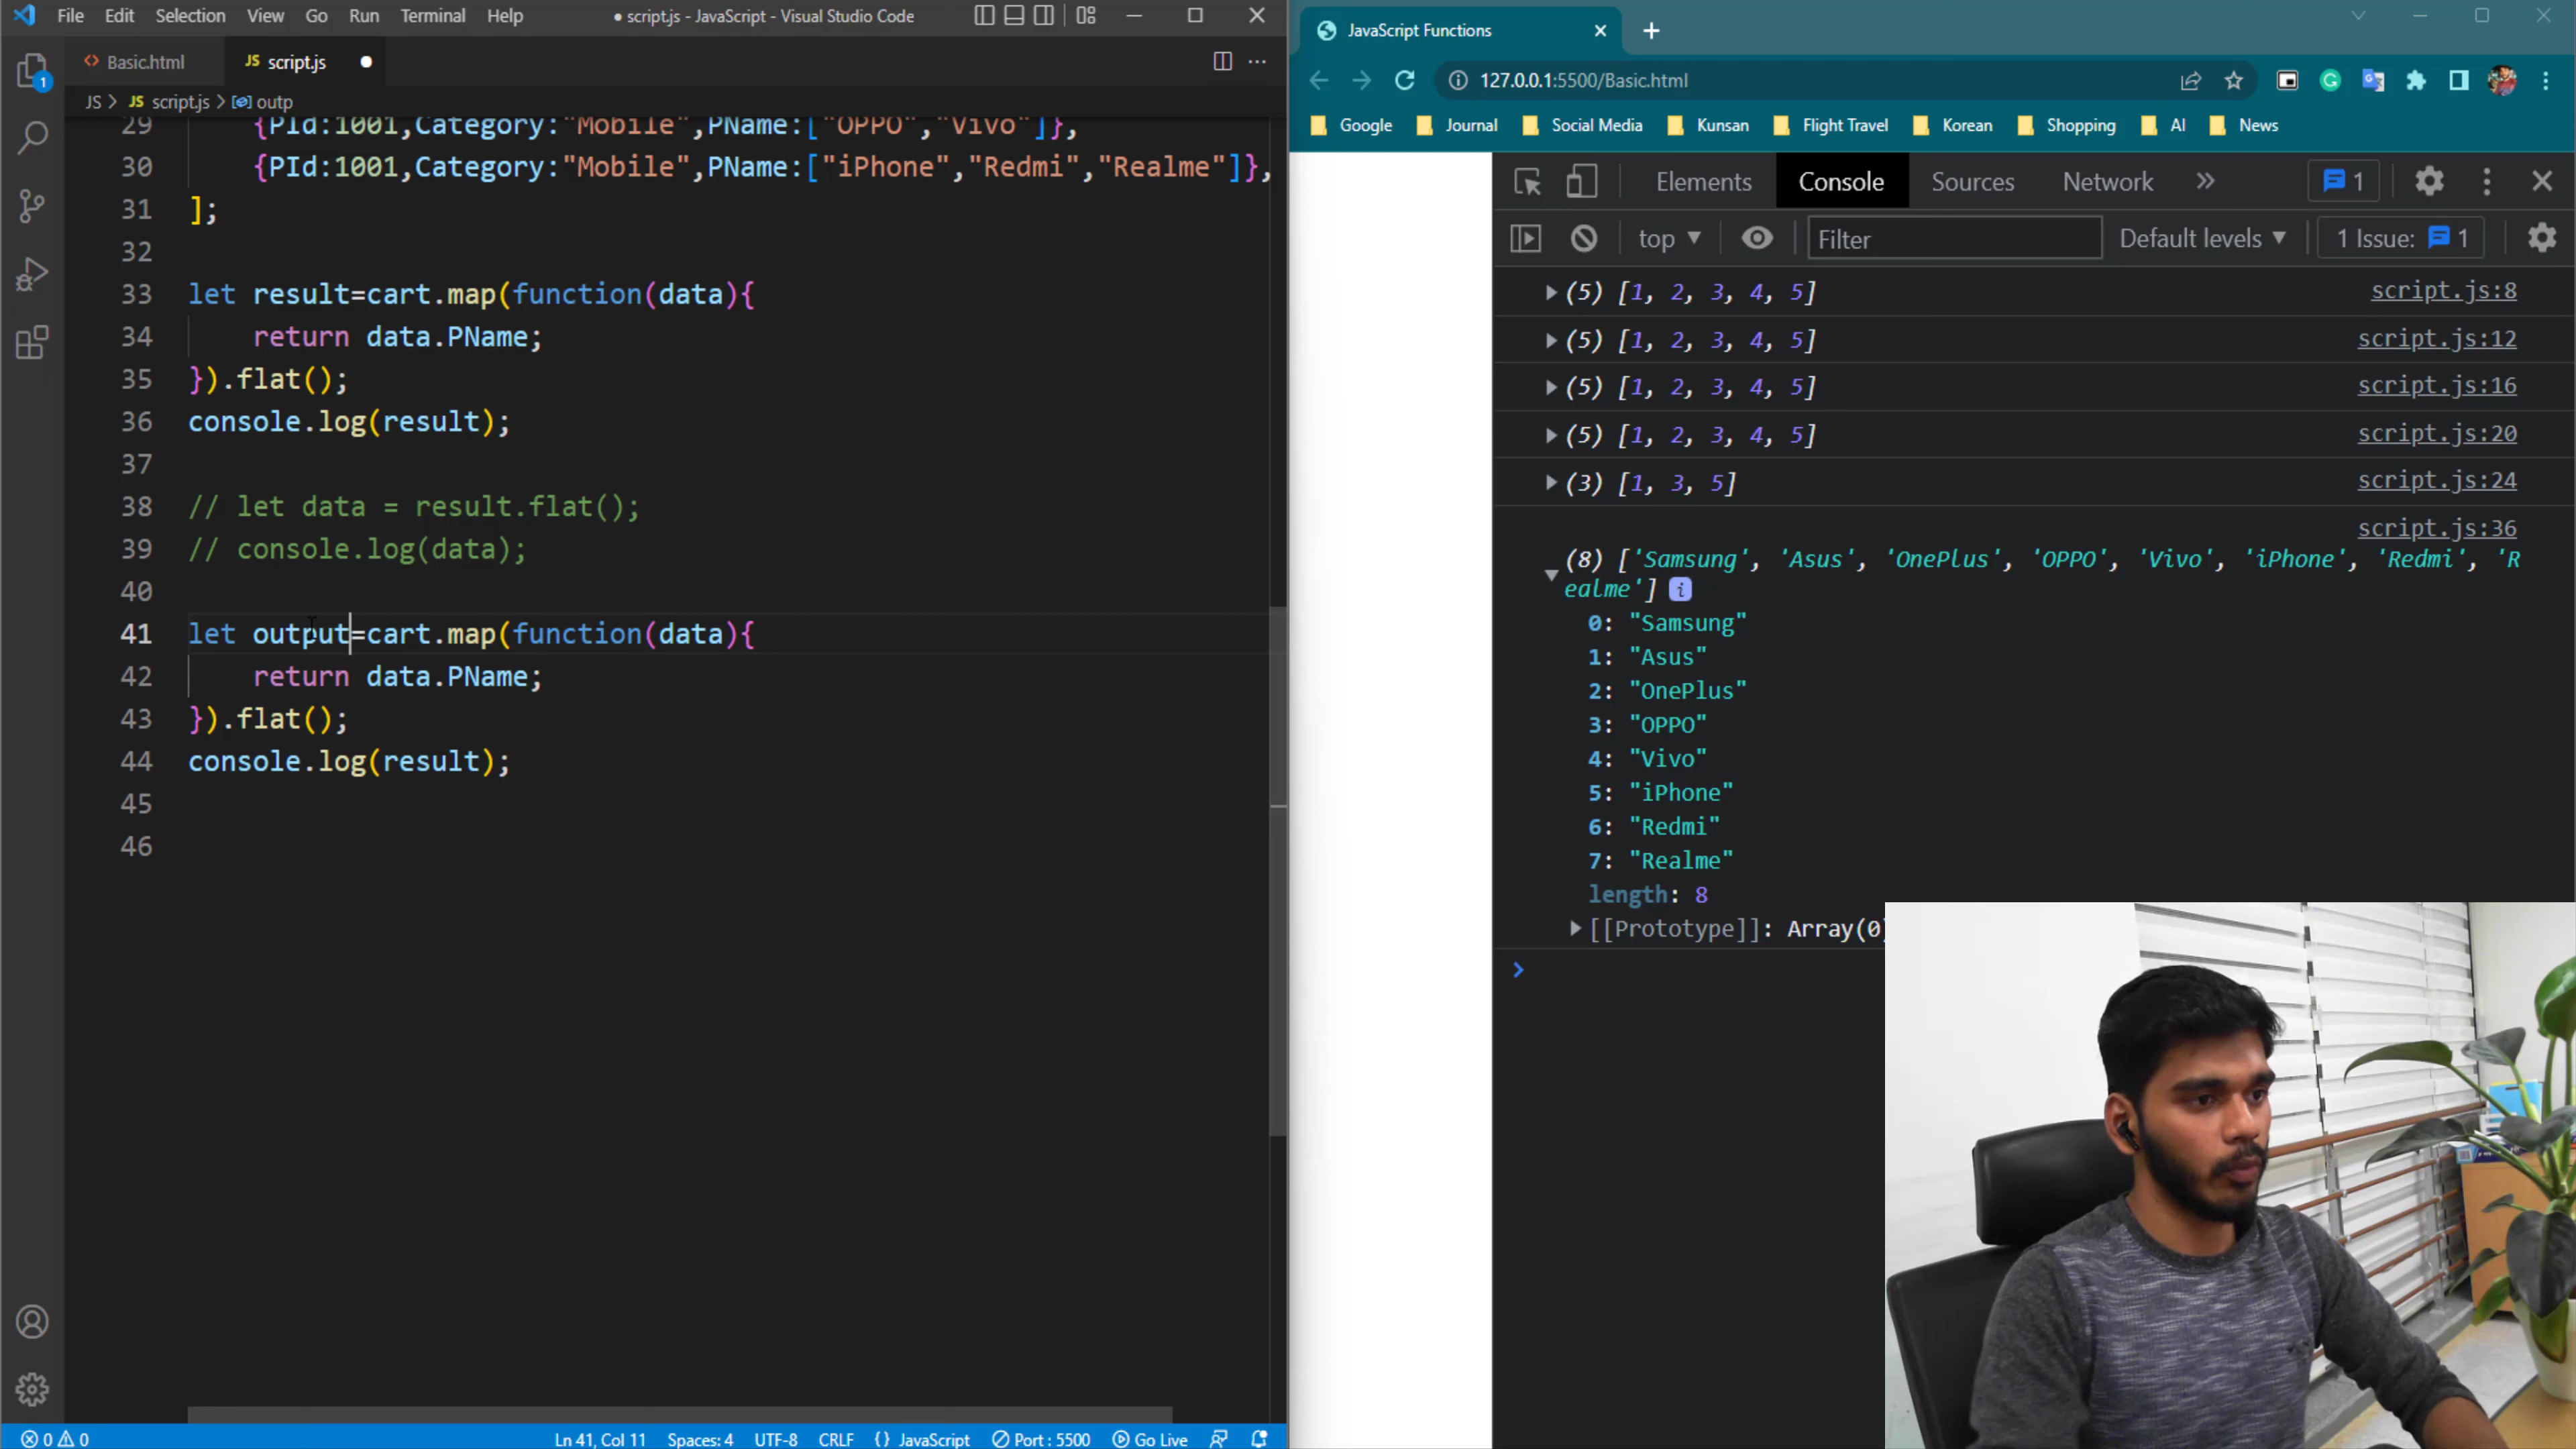 File Edit Selection View Go Run Terminal Help
● script.js - JavaScript - Visual Studio Code
1
<> Basic.html
JS script.js ●
JS > JS script.js > outp
29 {PId:1001,Category:"Mobile",PName:["OPPO","Vivo"]},
30 {PId:1001,Category:"Mobile",PName:["iPhone","Redmi","Realme"]},
31 ];
32
33 let result=cart.map(function(data){
34 return data.PName;
35 }).flat();
36 console.log(result);
37
38 // let data = result.flat();
39 // console.log(data);
40
41 let output=cart.map(function(data){
42 return data.PName;
43 }).flat();
44 console.log(result);
45
46
0 0
Ln 41, Col 11 Spaces: 4 UTF-8 CRLF {} JavaScript Port : 5500 Go Live
JavaScript Functions
127.0.0.1:5500/Basic.html
Google Journal Social Media Kunsan Flight Travel Korean Shopping AI News
Elements Console Sources Network » 1
top Filter Default levels 1 Issue: 1
(5) [1, 2, 3, 4, 5] script.js:8
(5) [1, 2, 3, 4, 5] script.js:12
(5) [1, 2, 3, 4, 5] script.js:16
(5) [1, 2, 3, 4, 5] script.js:20
(3) [1, 3, 5] script.js:24
script.js:36
(8) ['Samsung', 'Asus', 'OnePlus', 'OPPO', 'Vivo', 'iPhone', 'Redmi', 'R
ealme'] i
0: "Samsung"
1: "Asus"
2: "OnePlus"
3: "OPPO"
4: "Vivo"
5: "iPhone"
6: "Redmi"
7: "Realme"
length: 8
[[Prototype]]: Array(0)